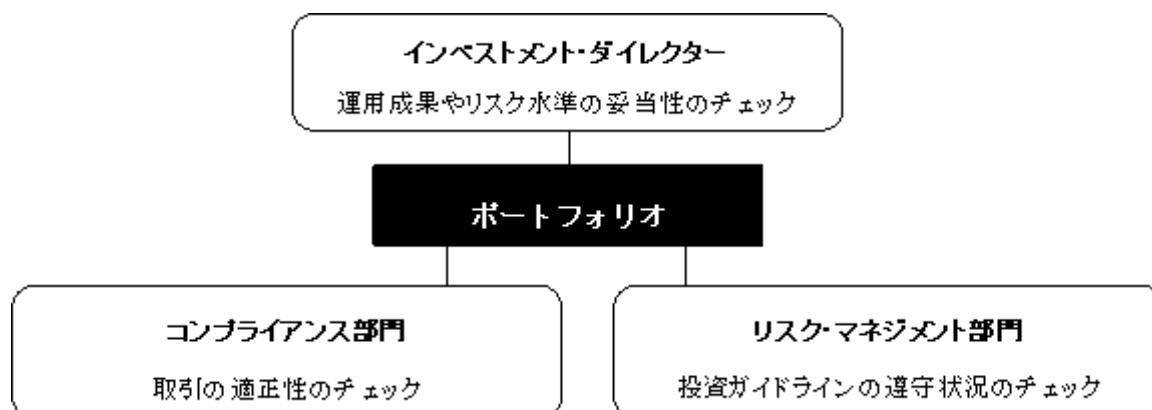 インベストメント・ダイレクター
運用成果やリスク水準の妥当性のチェック
ポートフォリオ
コンプライアンス部門
取引の適正性のチェック
リスク・マネジメント部門
投資ガイドラインの遵守状況のチェック